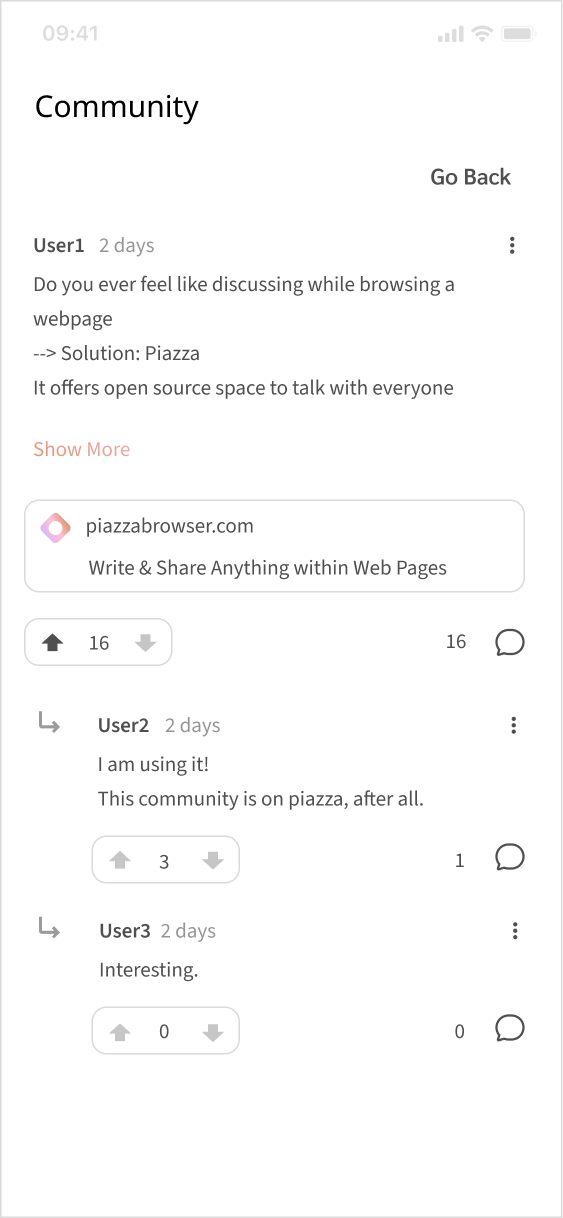 09:41
Community
Go Back
User1 2 days
Do you ever feel like discussing while browsing a
webpage
--> Solution: Piazza
It offers open source space to talk with everyone
Show More
piazzabrowser.com
Write & Share Anything within Web Pages
16 16
User2 2 days
I am using it!
This community is on piazza, after all.
3 1
User3 2 days
Interesting.
0 0